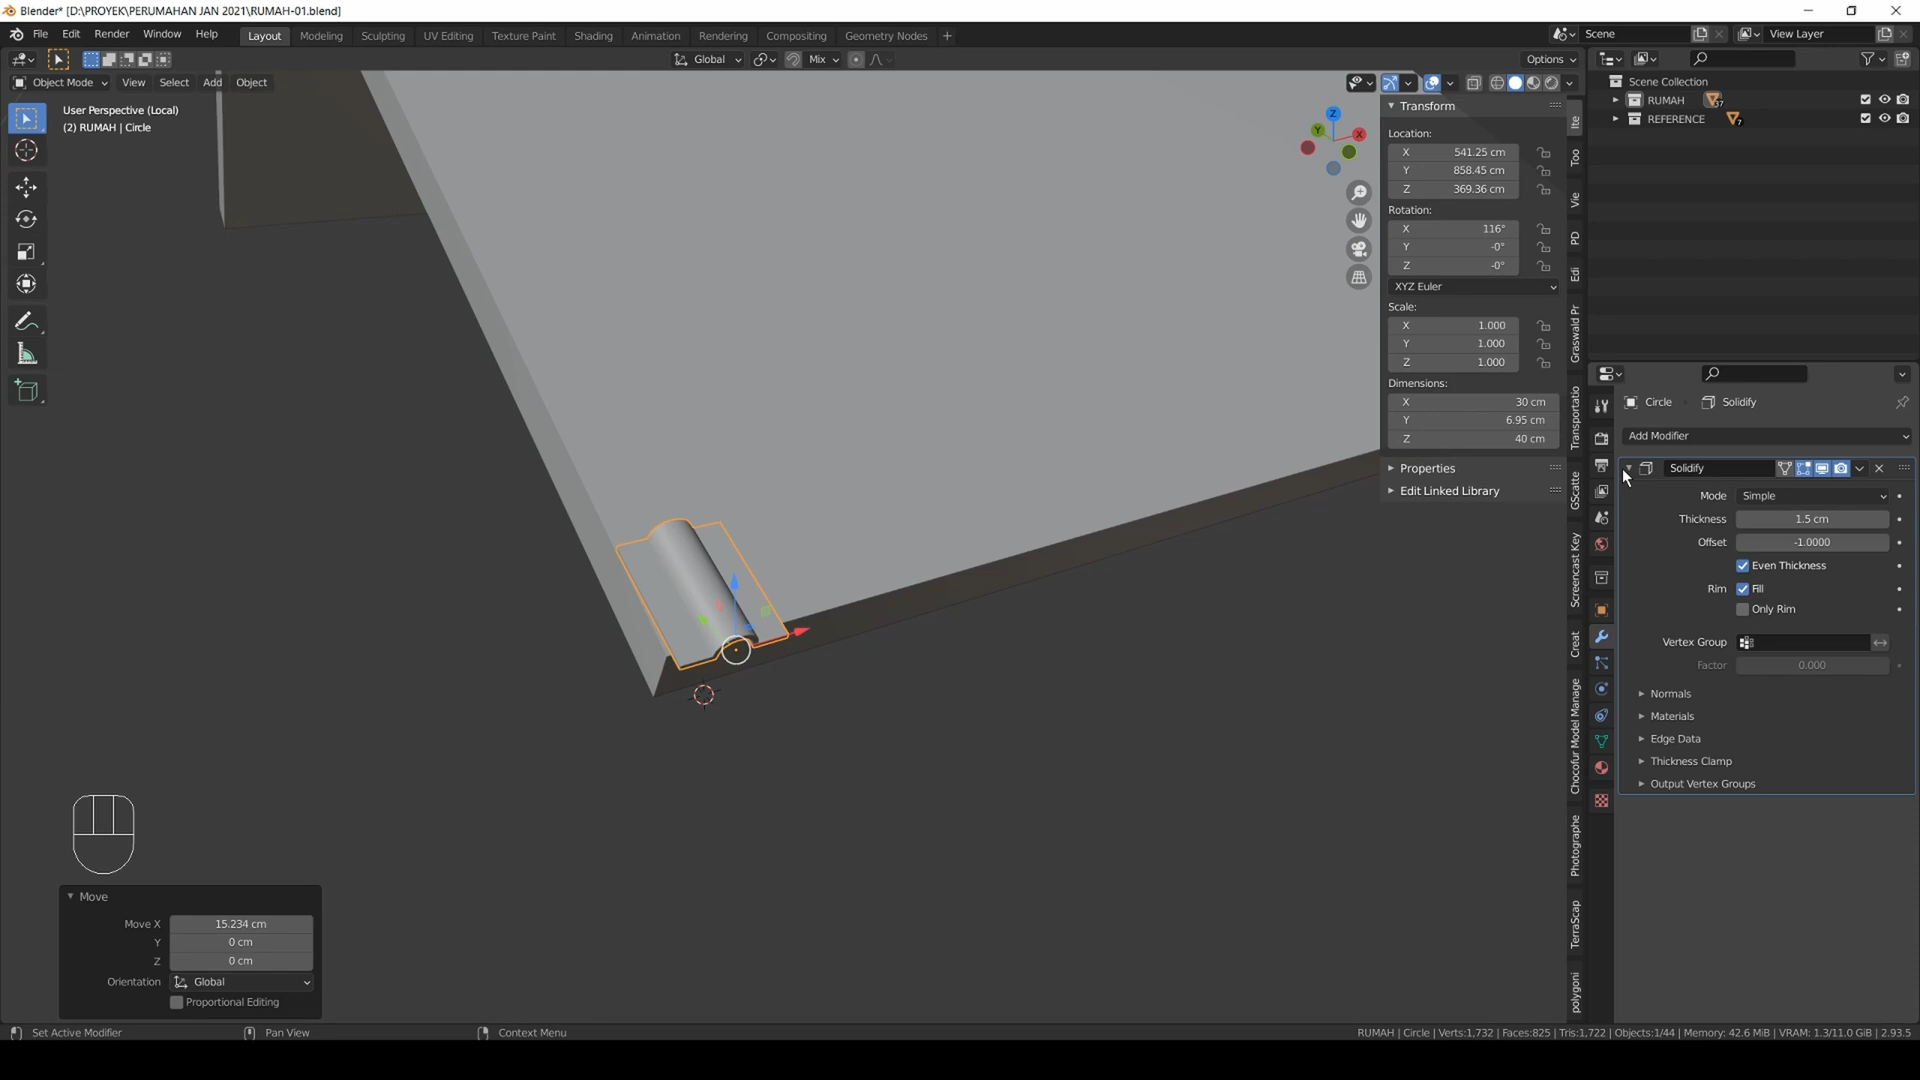 Blender* [D:\PROYEK\PERUMAHAN JAN 2021\RUMAH-01.blend]
File Edit Render Window Help Layout Modeling Sculpting UV Editing Texture Paint Shading Animation Rendering Compositing Geometry Nodes + Scene View Layer
Global Mix Options
Object Mode View Select Add Object
User Perspective (Local)
(2) RUMAH | Circle
Z
Y
X
Transform
Location:
X 541.25 cm
Y 858.45 cm
Z 369.36 cm
Rotation:
X 116°
Y -0°
Z -0°
XYZ Euler
Scale:
X 1.000
Y 1.000
Z 1.000
Dimensions:
X 30 cm
Y 6.95 cm
Z 40 cm
Properties
Edit Linked Library
Ite
Too
Vie
PD
Edi
Graswald Pr
Transportatio
GScatte
Screencast Key
Creat
Chocofur Model Manage
Photographe
TerraScap
polygoni
Scene Collection
RUMAH 37
REFERENCE 7
Circle Solidify
Add Modifier
Solidify
Mode Simple
Thickness 1.5 cm
Offset -1.0000
Even Thickness
Rim Fill
Only Rim
Vertex Group
Factor 0.000
Normals
Materials
Edge Data
Thickness Clamp
Output Vertex Groups
Move
Move X 15.234 cm
Y 0 cm
Z 0 cm
Orientation Global
Proportional Editing
Set Active Modifier Pan View Context Menu
RUMAH | Circle | Verts:1,732 | Faces:825 | Tris:1,722 | Objects:1/44 | Memory: 42.6 MiB | VRAM: 1.3/11.0 GiB | 2.93.5